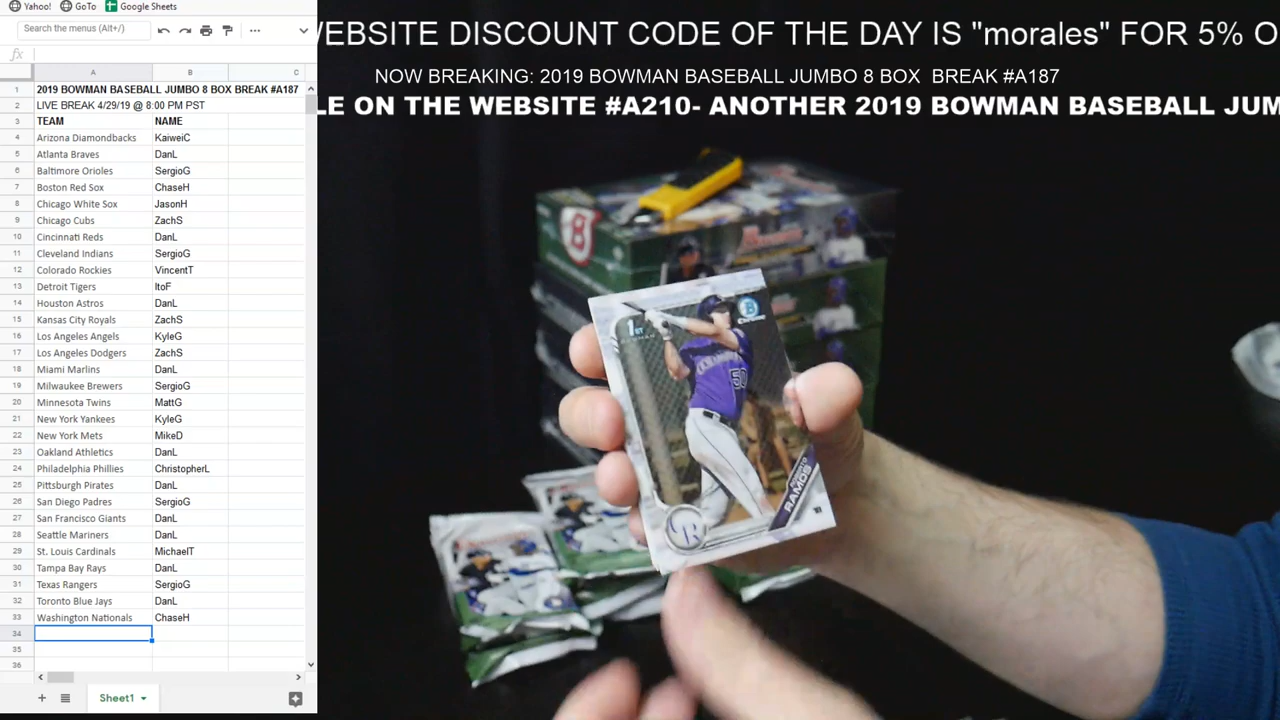 Yahoo!
GoTo
Google Sheets
Search the menus (Alt+/)
fx
A
B
C
1 2019 BOWMAN BASEBALL JUMBO 8 BOX BREAK #A187
2 LIVE BREAK 4/29/19 @ 8:00 PM PST
3 TEAM NAME
4 Arizona Diamondbacks KaiweiC
5 Atlanta Braves DanL
6 Baltimore Orioles SergioG
7 Boston Red Sox ChaseH
8 Chicago White Sox JasonH
9 Chicago Cubs ZachS
10 Cincinnati Reds DanL
11 Cleveland Indians SergioG
12 Colorado Rockies VincentT
13 Detroit Tigers ItoF
14 Houston Astros DanL
15 Kansas City Royals ZachS
16 Los Angeles Angels KyleG
17 Los Angeles Dodgers ZachS
18 Miami Marlins DanL
19 Milwaukee Brewers SergioG
20 Minnesota Twins MattG
21 New York Yankees KyleG
22 New York Mets MikeD
23 Oakland Athletics DanL
24 Philadelphia Phillies ChristopherL
25 Pittsburgh Pirates DanL
26 San Diego Padres SergioG
27 San Francisco Giants DanL
28 Seattle Mariners DanL
29 St. Louis Cardinals MichaelT
30 Tampa Bay Rays DanL
31 Texas Rangers SergioG
32 Toronto Blue Jays DanL
33 Washington Nationals ChaseH
34
35
36
Sheet1
WEBSITE DISCOUNT CODE OF THE DAY IS "morales" FOR 5% O
NOW BREAKING: 2019 BOWMAN BASEBALL JUMBO 8 BOX BREAK #A187
LE ON THE WEBSITE #A210- ANOTHER 2019 BOWMAN BASEBALL JUM
B
Bowman
1ST
BOWMAN
B
CHROME
50
RAMOS